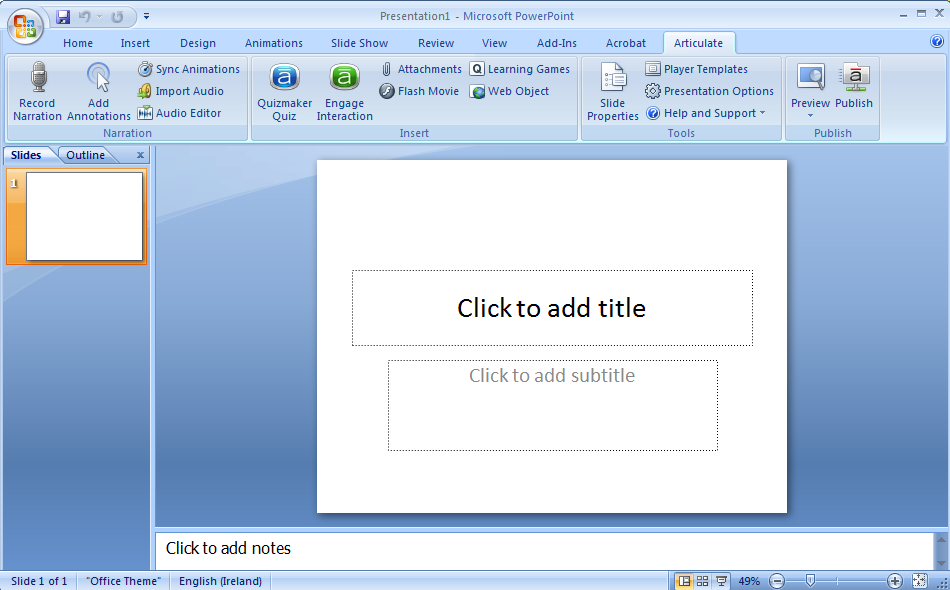 Presentation1 - Microsoft PowerPoint
Home Insert Design Animations Slide Show Review View Add-Ins Acrobat Articulate
Record Narration
Add Annotations
Sync Animations
Import Audio
Audio Editor
Narration
a
Quizmaker Quiz
a
Engage Interaction
Attachments
Flash Movie
Q Learning Games
Web Object
Insert
Slide Properties
Player Templates
Presentation Options
Help and Support
Tools
Preview
a
Publish
Publish
Slides Outline x
1
Click to add title
Click to add subtitle
Click to add notes
Slide 1 of 1 "Office Theme" English (Ireland) 49%